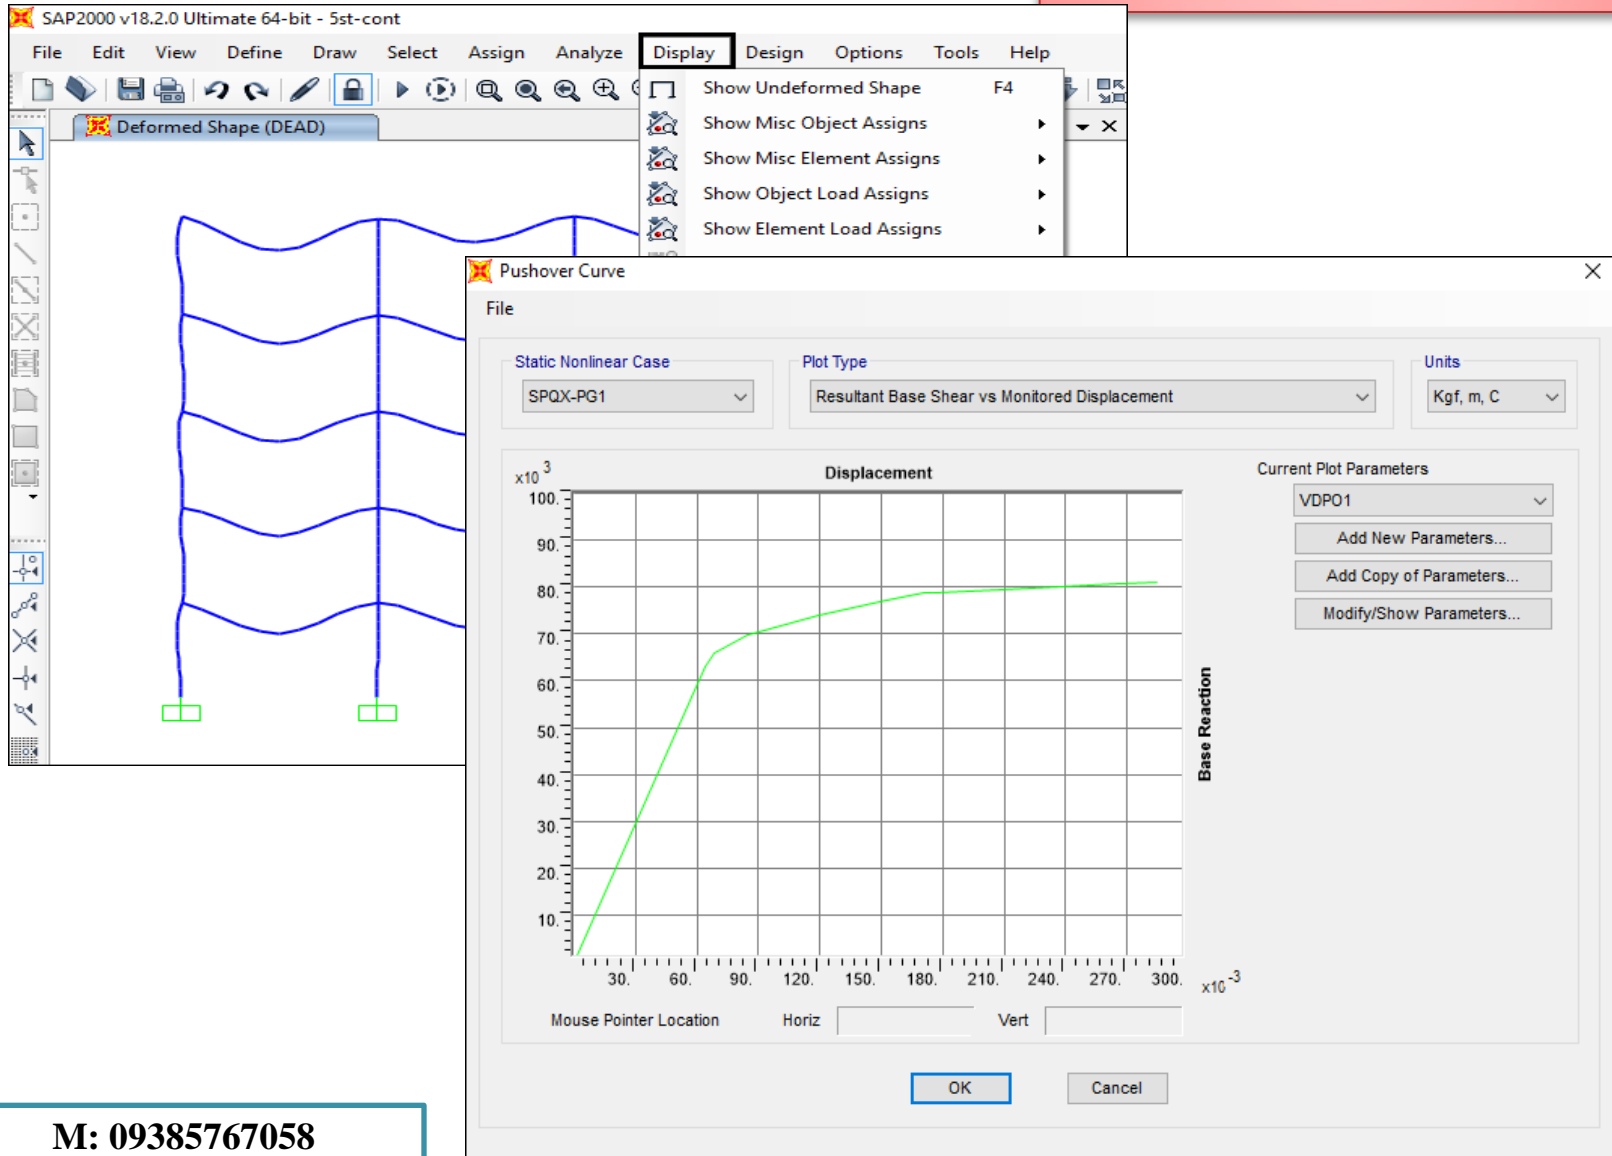 SAP2000 v18.2.0 Ultimate 64-bit - 5st-cont
File Edit View Define Draw Select Assign Analyze Display Design Options Tools Help
Show Undeformed Shape F4
Deformed Shape (DEAD)
Show Misc Object Assigns
Show Misc Element Assigns
Show Object Load Assigns
Show Element Load Assigns
Pushover Curve
File
Static Nonlinear Case
Plot Type
Units
SPQX-PG1
Resultant Base Shear vs Monitored Displacement
Kgf, m, C
x10 3
Displacement
Current Plot Parameters
VDPO1
Add New Parameters...
Add Copy of Parameters...
Modify/Show Parameters...
100.
90.
80.
70.
60.
50.
40.
30.
20.
10.
Base Reaction
30. 60. 90. 120. 150. 180. 210. 240. 270. 300. x10 -3
Mouse Pointer Location Horiz Vert
OK Cancel
M: 09385767058